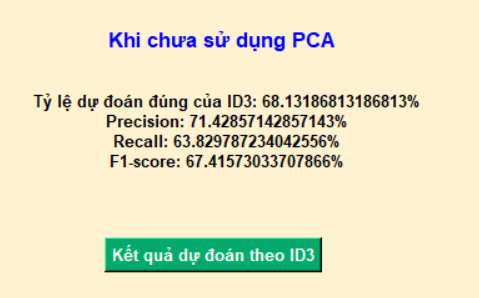 Khi chưa sử dụng PCA
Tỷ lệ dự đoán đúng của ID3: 68.13186813186813%
Precision: 71.42857142857143%
Recall: 63.829787234042556%
F1-score: 67.41573033707866%
Kết quả dự đoán theo ID3